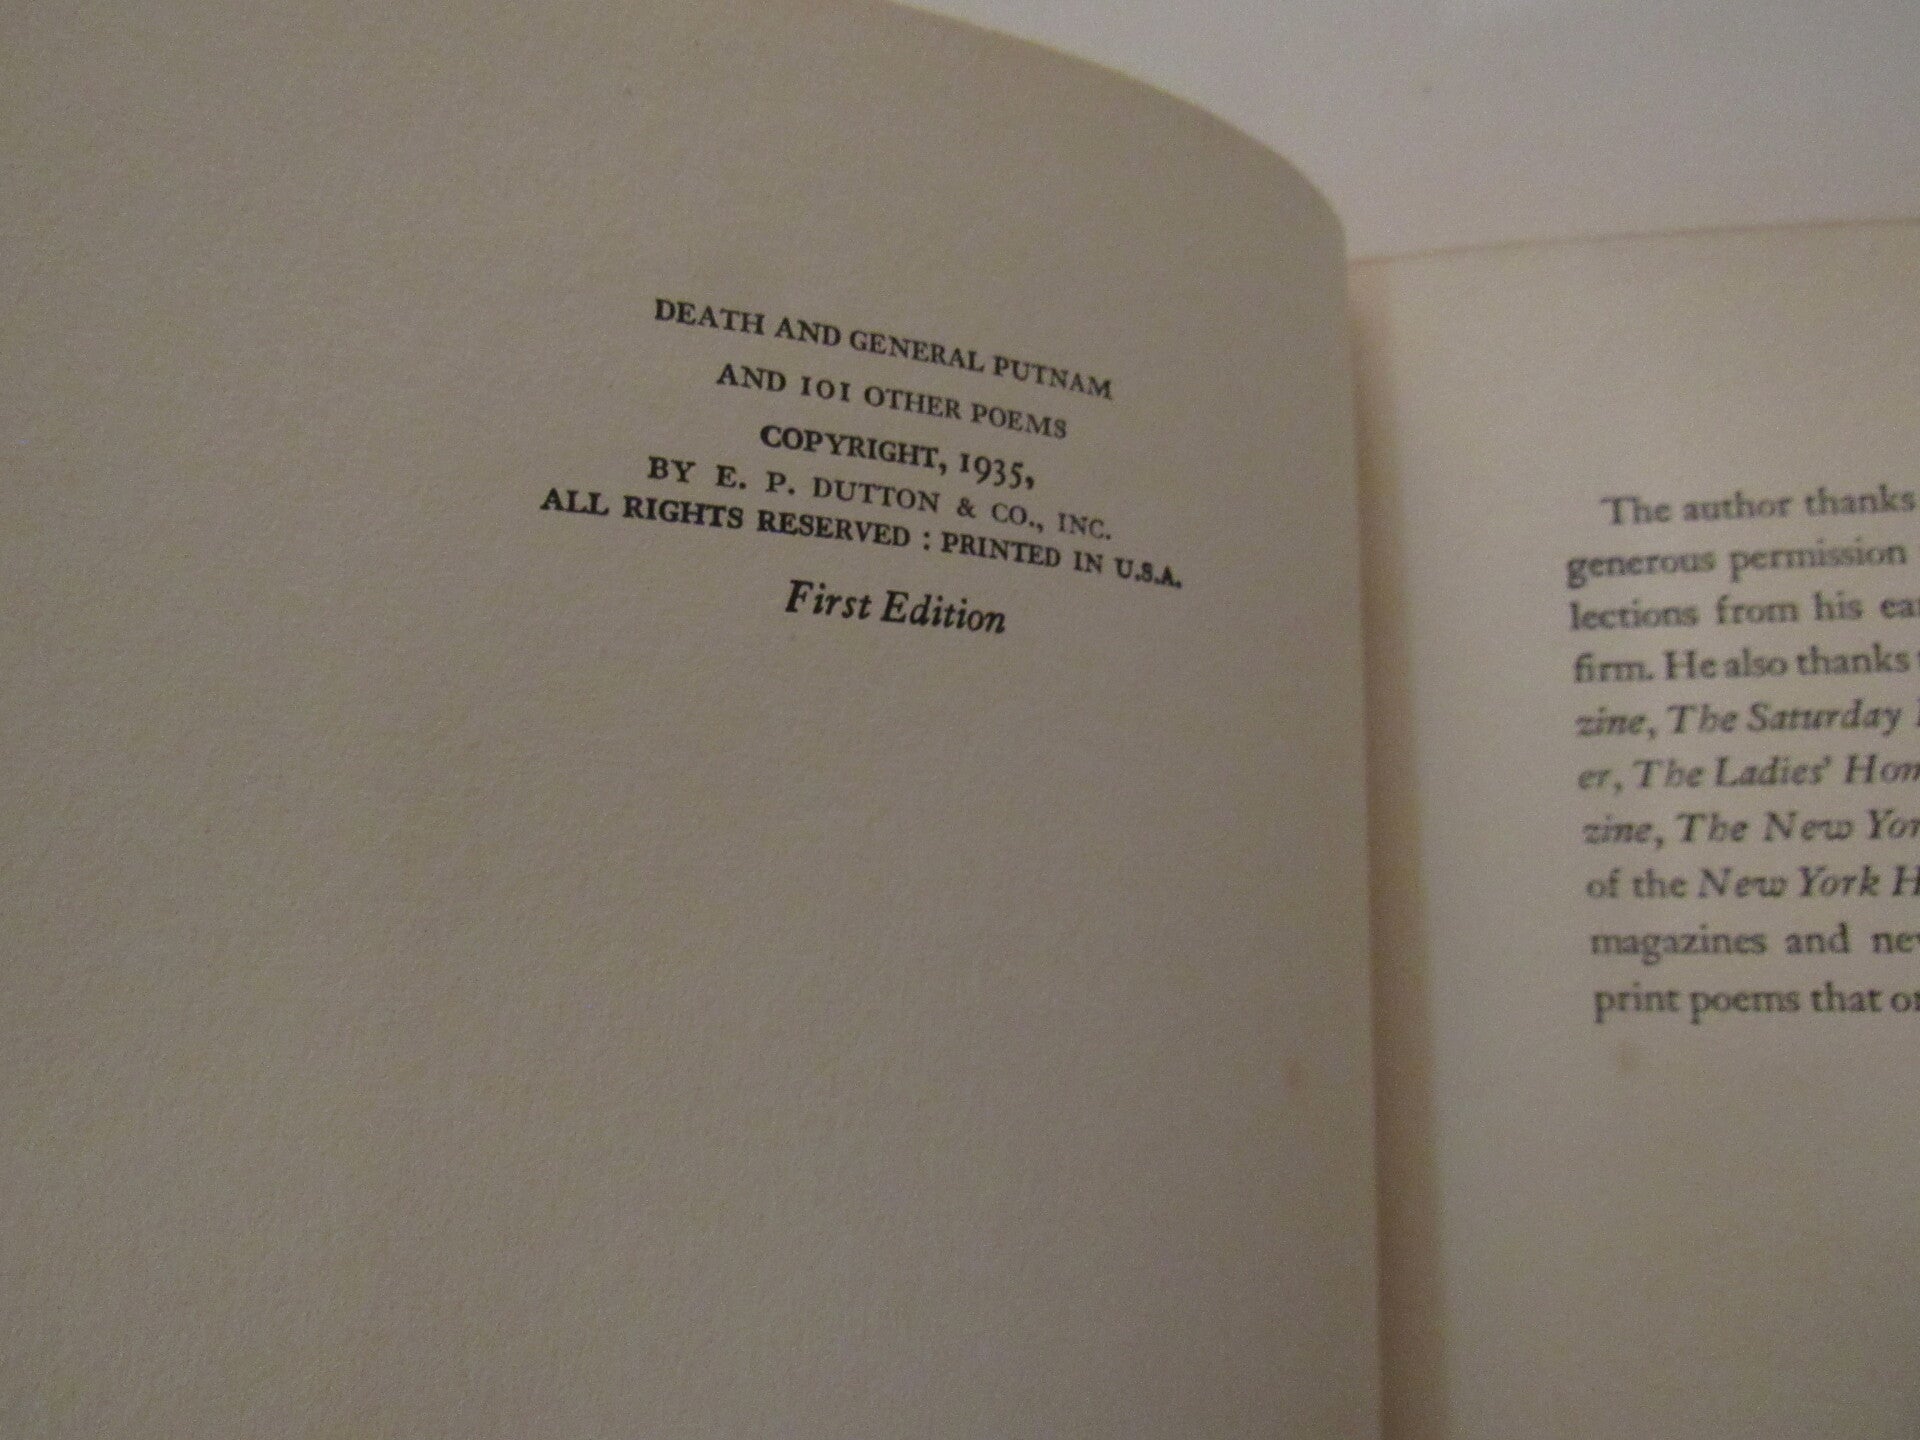 DEATH AND GENERAL PUTNAM
AND 101 OTHER POEMS
COPYRIGHT, 1935,
BY E. P. DUTTON & CO., INC.
ALL RIGHTS RESERVED : PRINTED IN U.S.A.
First Edition
The author thanks
generous permission
lections from his
firm. He also thanks
zine, The Saturday
er, The Ladies'
zine, The New
of the New York
magazines and
print poems that